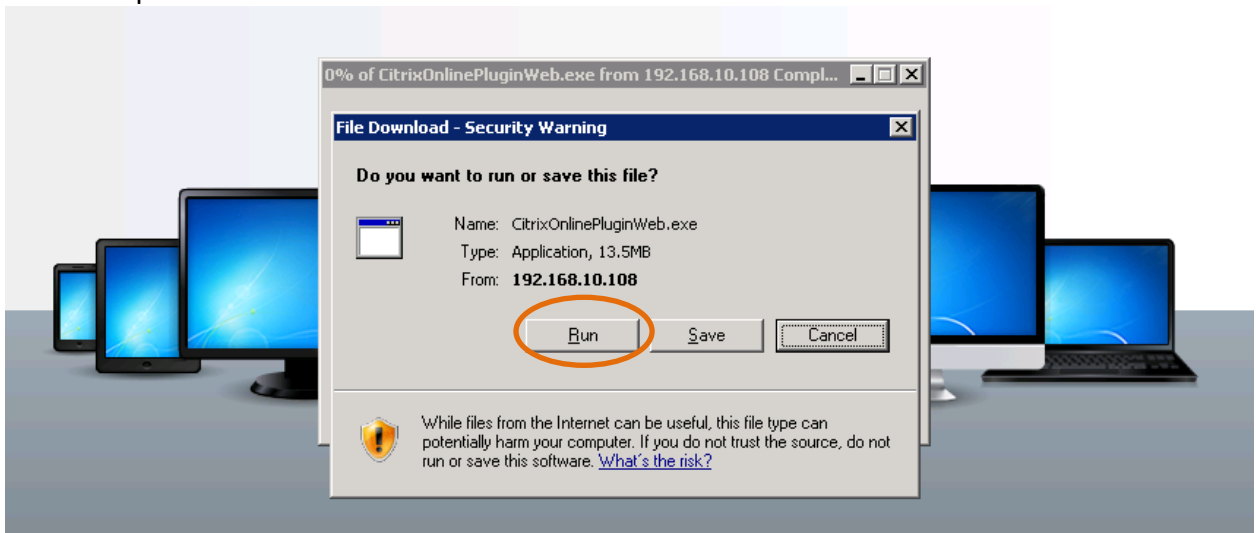 0% of CitrixOnlinePluginWeb.exe from 192.168.10.108 Compl...
File Download - Security Warning
Do you want to run or save this file?
Name: CitrixOnlinePluginWeb.exe
Type: Application, 13.5MB
From: 192.168.10.108
Run Save Cancel
While files from the Internet can be useful, this file type can
potentially harm your computer. If you do not trust the source, do not
run or save this software. What's the risk?